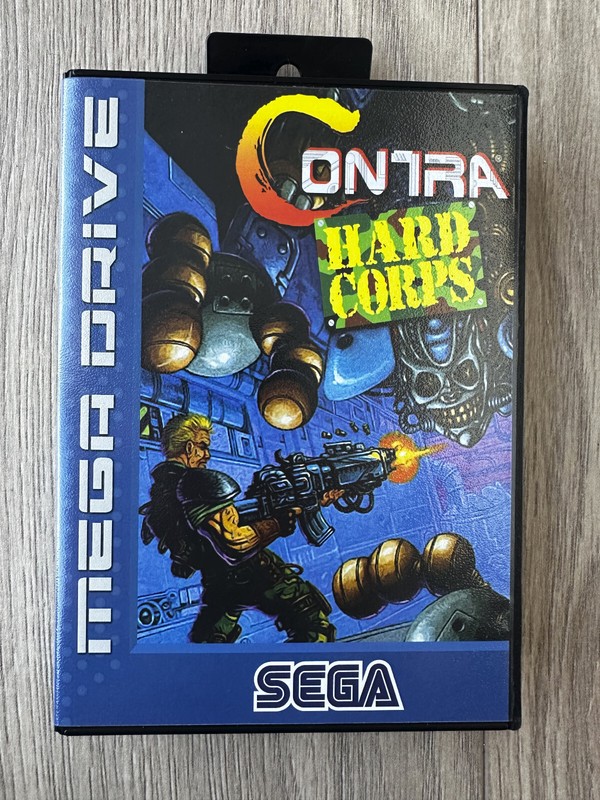 MEGA DRIVE
CONTRA®
HARD
CORPS
SEGA